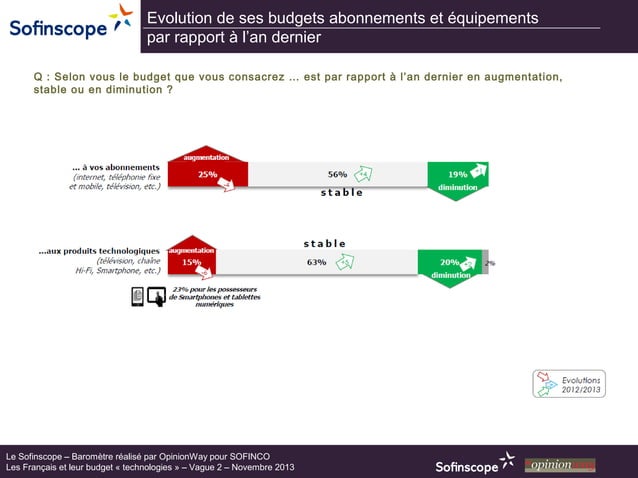 Sofinscope
Evolution de ses budgets abonnements et équipements
par rapport à l’an dernier
Q : Selon vous le budget que vous consacrez ... est par rapport à l’an dernier en augmentation,
stable ou en diminution ?
augmentation
... à vos abonnements
(internet, téléphonie fixe
et mobile, télévision, etc.)
25% 56% 19%
stable
diminution
stable
...aux produits technologiques
(télévision, chaîne
Hi-Fi, Smartphone, etc.)
augmentation
15% 63% 20% 2%
diminution
23% pour les possesseurs
de Smartphones et tablettes
numériques
Evolutions
2012/2013
Le Sofinscope – Baromètre réalisé par OpinionWay pour SOFINCO
Les Français et leur budget « technologies » – Vague 2 – Novembre 2013
Sofinscope
opinion